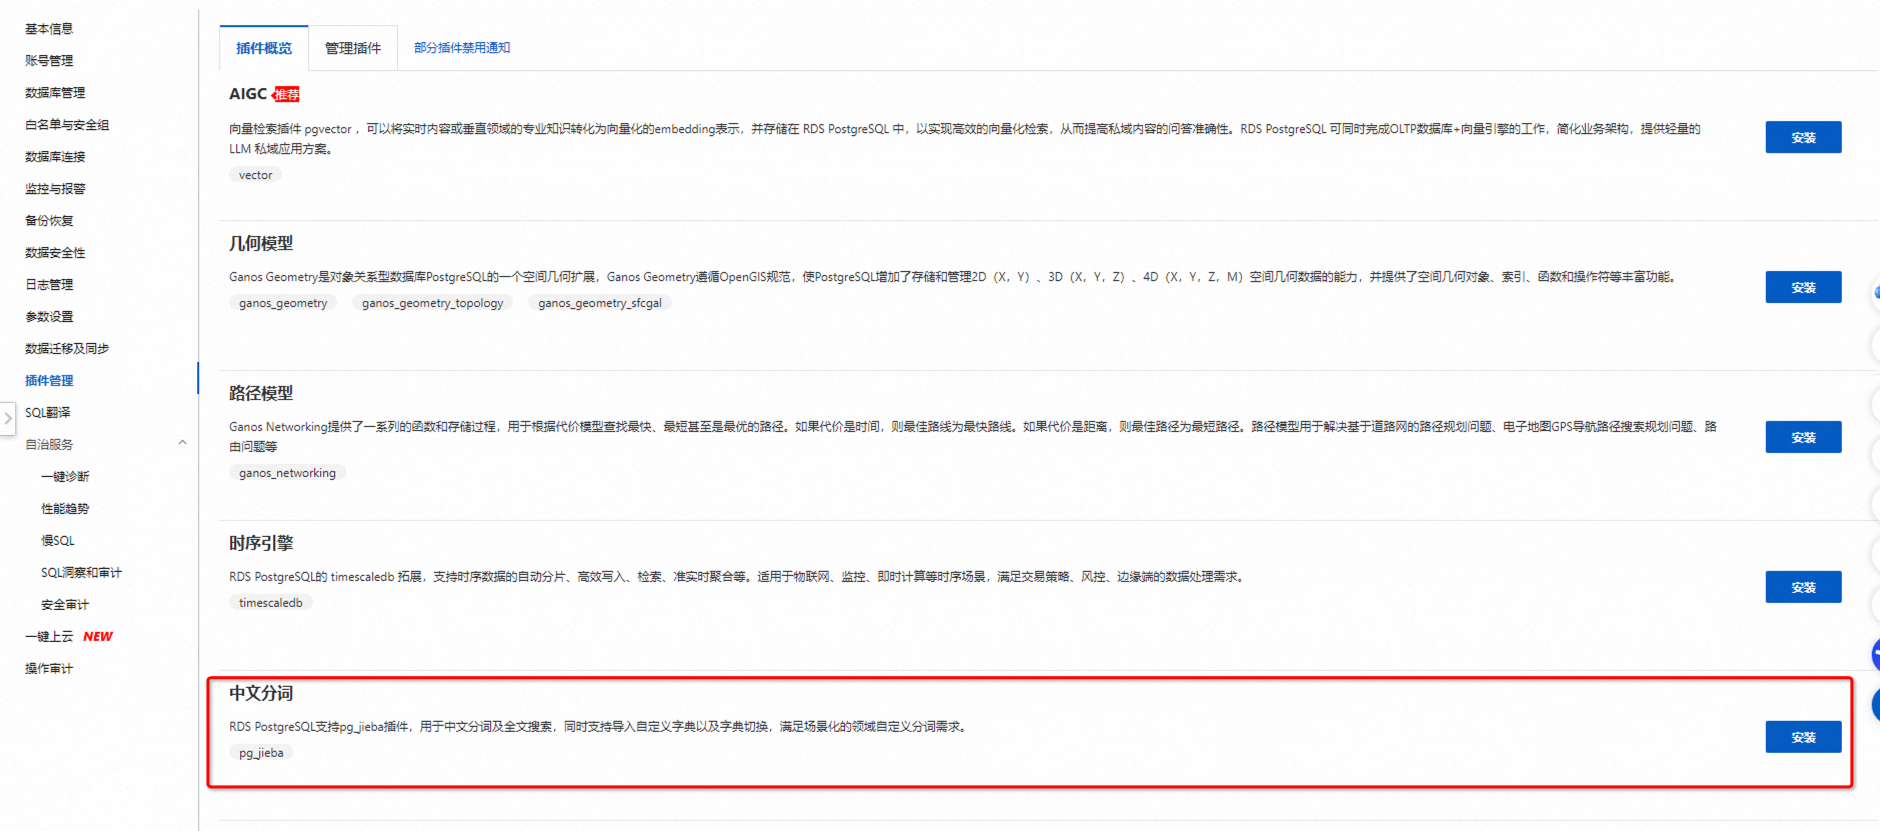 基本信息
账号管理
数据库管理
白名单与安全组
数据库连接
监控与报警
备份恢复
数据安全性
日志管理
参数设置
数据迁移及同步
插件管理
SQL翻译
自治服务
一键诊断
性能趋势
慢SQL
SQL洞察和审计
安全审计
一键上云 NEW
操作审计
插件概览 管理插件 部分插件禁用通知
AIGC 推荐
向量检索插件 pgvector ，可以将实时内容或垂直领域的专业知识转化为向量化的embedding表示，并存储在 RDS PostgreSQL 中，以实现高效的向量化检索，从而提高私域内容的问答准确性。RDS PostgreSQL 可同时完成OLTP数据库+向量引擎的工作，简化业务架构，提供轻量的
LLM 私域应用方案。
安装
vector
几何模型
Ganos Geometry是对象关系型数据库PostgreSQL的一个空间几何扩展，Ganos Geometry遵循OpenGIS规范，使PostgreSQL增加了存储和管理2D（X，Y）、3D（X，Y，Z）、4D（X，Y，Z，M）空间几何数据的能力，并提供了空间几何对象、索引、函数和操作符等丰富功能。
安装
ganos_geometry ganos_geometry_topology ganos_geometry_sfcgal
路径模型
Ganos Networking提供了一系列的函数和存储过程，用于根据代价模型查找最快、最短甚至是最优的路径。如果代价是时间，则最佳路线为最快路线。如果代价是距离，则最佳路径为最短路径。路径模型用于解决基于道路网的路径规划问题、电子地图GPS导航路径搜索规划问题、路
由问题等
安装
ganos_networking
时序引擎
RDS PostgreSQL的 timescaledb 拓展，支持时序数据的自动分片、高效写入、检索、准实时聚合等。适用于物联网、监控、即时计算等时序场景，满足交易策略、风控、边缘端的数据处理需求。
安装
timescaledb
中文分词
RDS PostgreSQL支持pg_jieba插件，用于中文分词及全文搜索，同时支持导入自定义字典以及字典切换，满足场景化的领域自定义分词需求。
安装
pg_jieba